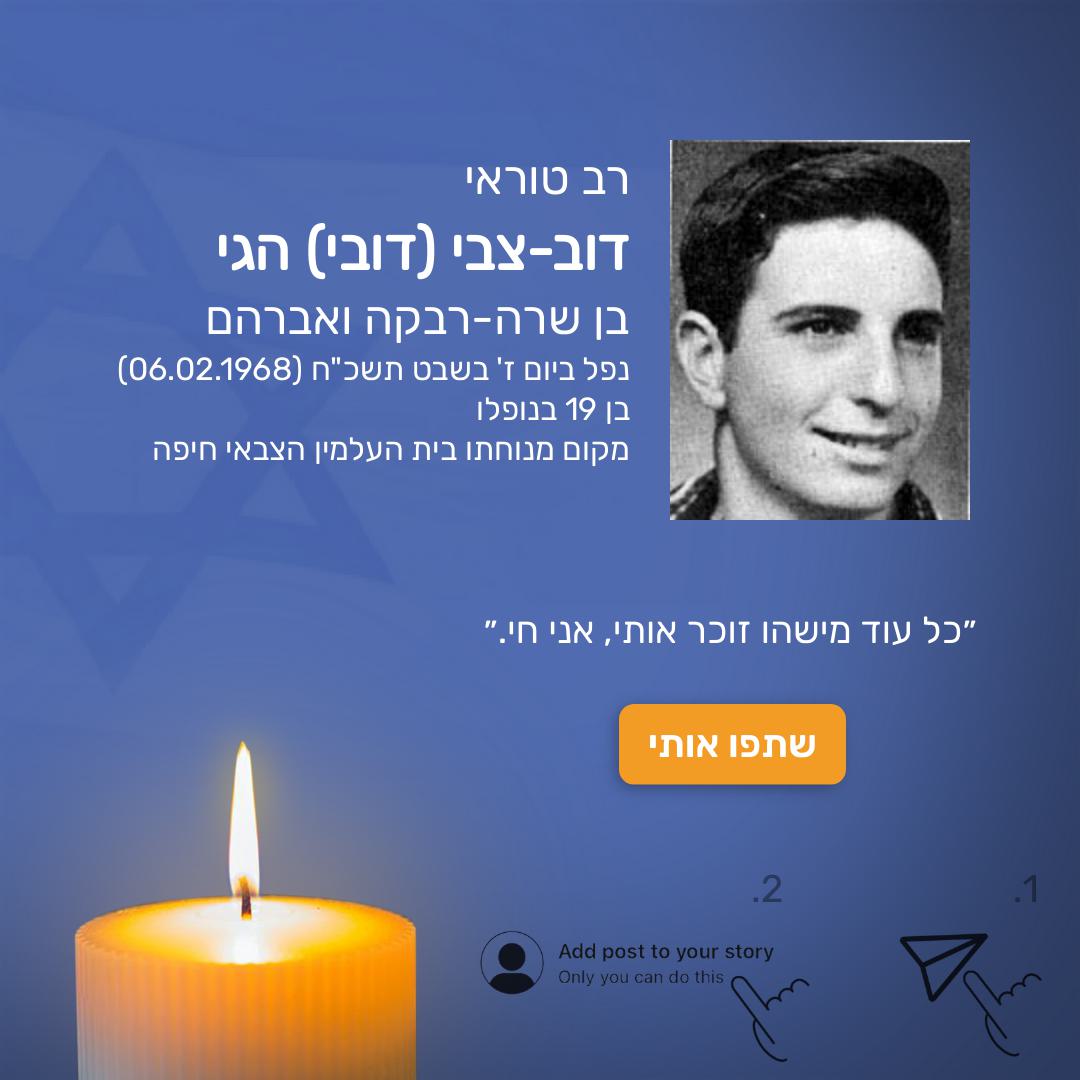 רב טוראי
דוב-צבי (דובי) הגי
בן שרה-רבקה ואברהם
נפל ביום ז' בשבט תשכ"ח (06.02.1968)
בן 19 בנופלו
מקום מנוחתו בית העלמין הצבאי חיפה
״כל עוד מישהו זוכר אותי, אני חי.״
שתפו אותי
.1
.2
Add post to your story
Only you can do this